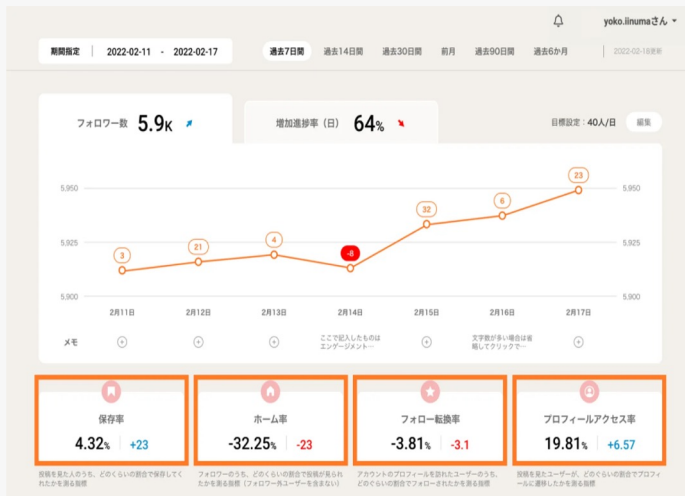 yoko.iinumaさん
期間指定 2022-02-11 - 2022-02-17 過去7日間 過去14日間 過去30日間 前月 過去90日間 過去6か月 2022-02-18更新
フォロワー数 5.9K 増加進捗率（日） 64% 目標設定：40人/日 編集
5,950 5,950
23
32
6
21
4
3
-8
5,925 5,925
5,900 5,900
2月11日 2月12日 2月13日 2月14日 2月15日 2月16日 2月17日
メモ ここで記入したものは 文字数が多い場合は省
エンゲージメント… 略してクリックで…
保存率 ホーム率 フォロー転換率 プロフィールアクセス率
4.32% +23 -32.25% -23 -3.81% -3.1 19.81% +6.57
投稿を見た人のうち、どのくらいの割合で保存してく フォロワーのうち、どのくらいの割合で投稿が見られ アカウントのプロフィールを訪れたユーザーのうち、 投稿を見たユーザーが、どのぐらいの割合でプロフィ
れたかを測る指標 たかを測る指標（フォロワー外ユーザーを含まない） どのぐらいの割合でフォローされたかを測る指標 ールに遷移したかを測る指標